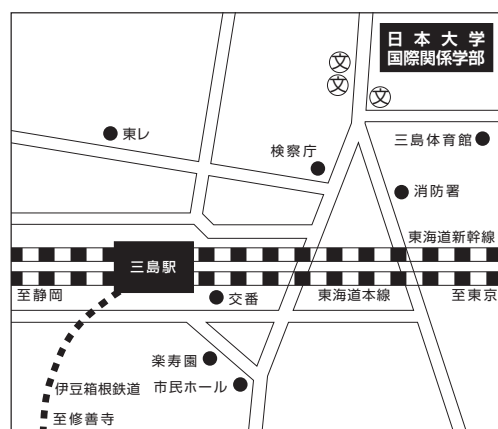 日本大学
国際関係学部
文
文
文
東レ
検察庁
三島体育館
消防署
東海道新幹線
三島駅
至静岡
交番
東海道本線
至東京
楽寿園
伊豆箱根鉄道
市民ホール
至修善寺